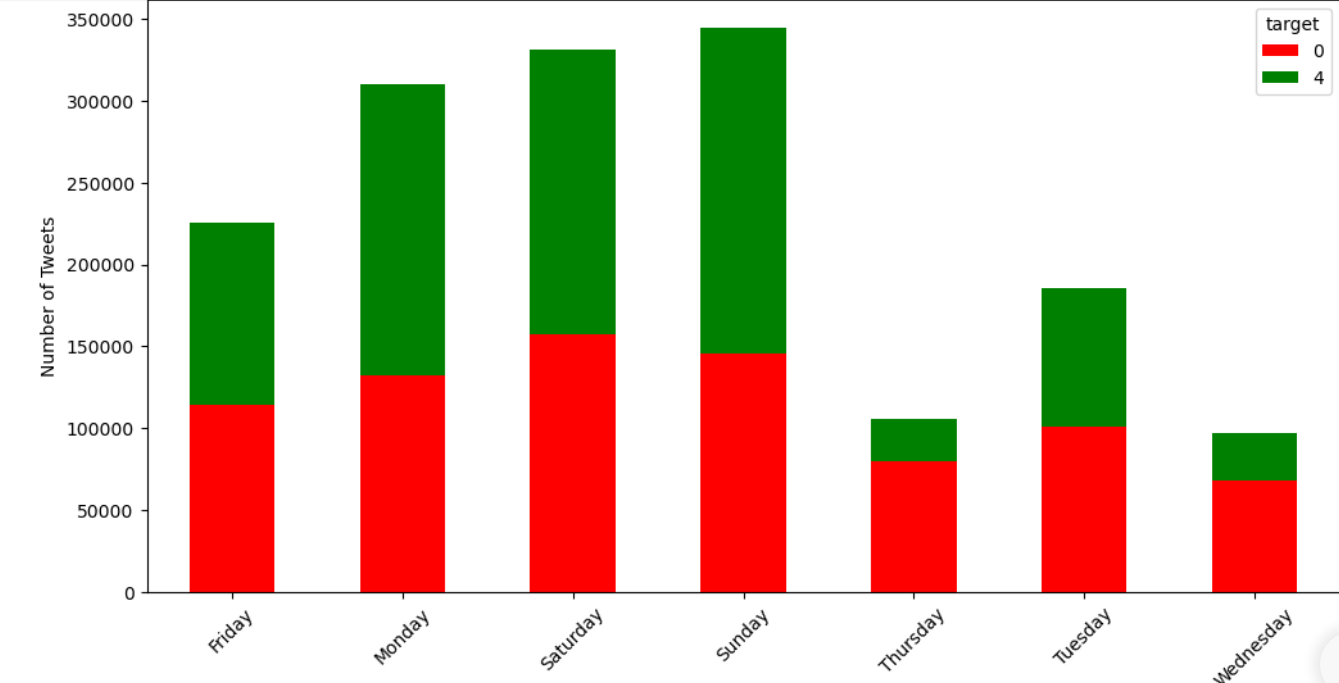 350000
300000
250000
200000
150000
100000
50000
0
Number of Tweets
target
0
4
Friday
Monday
Saturday
Sunday
Thursday
Tuesday
Wednesday